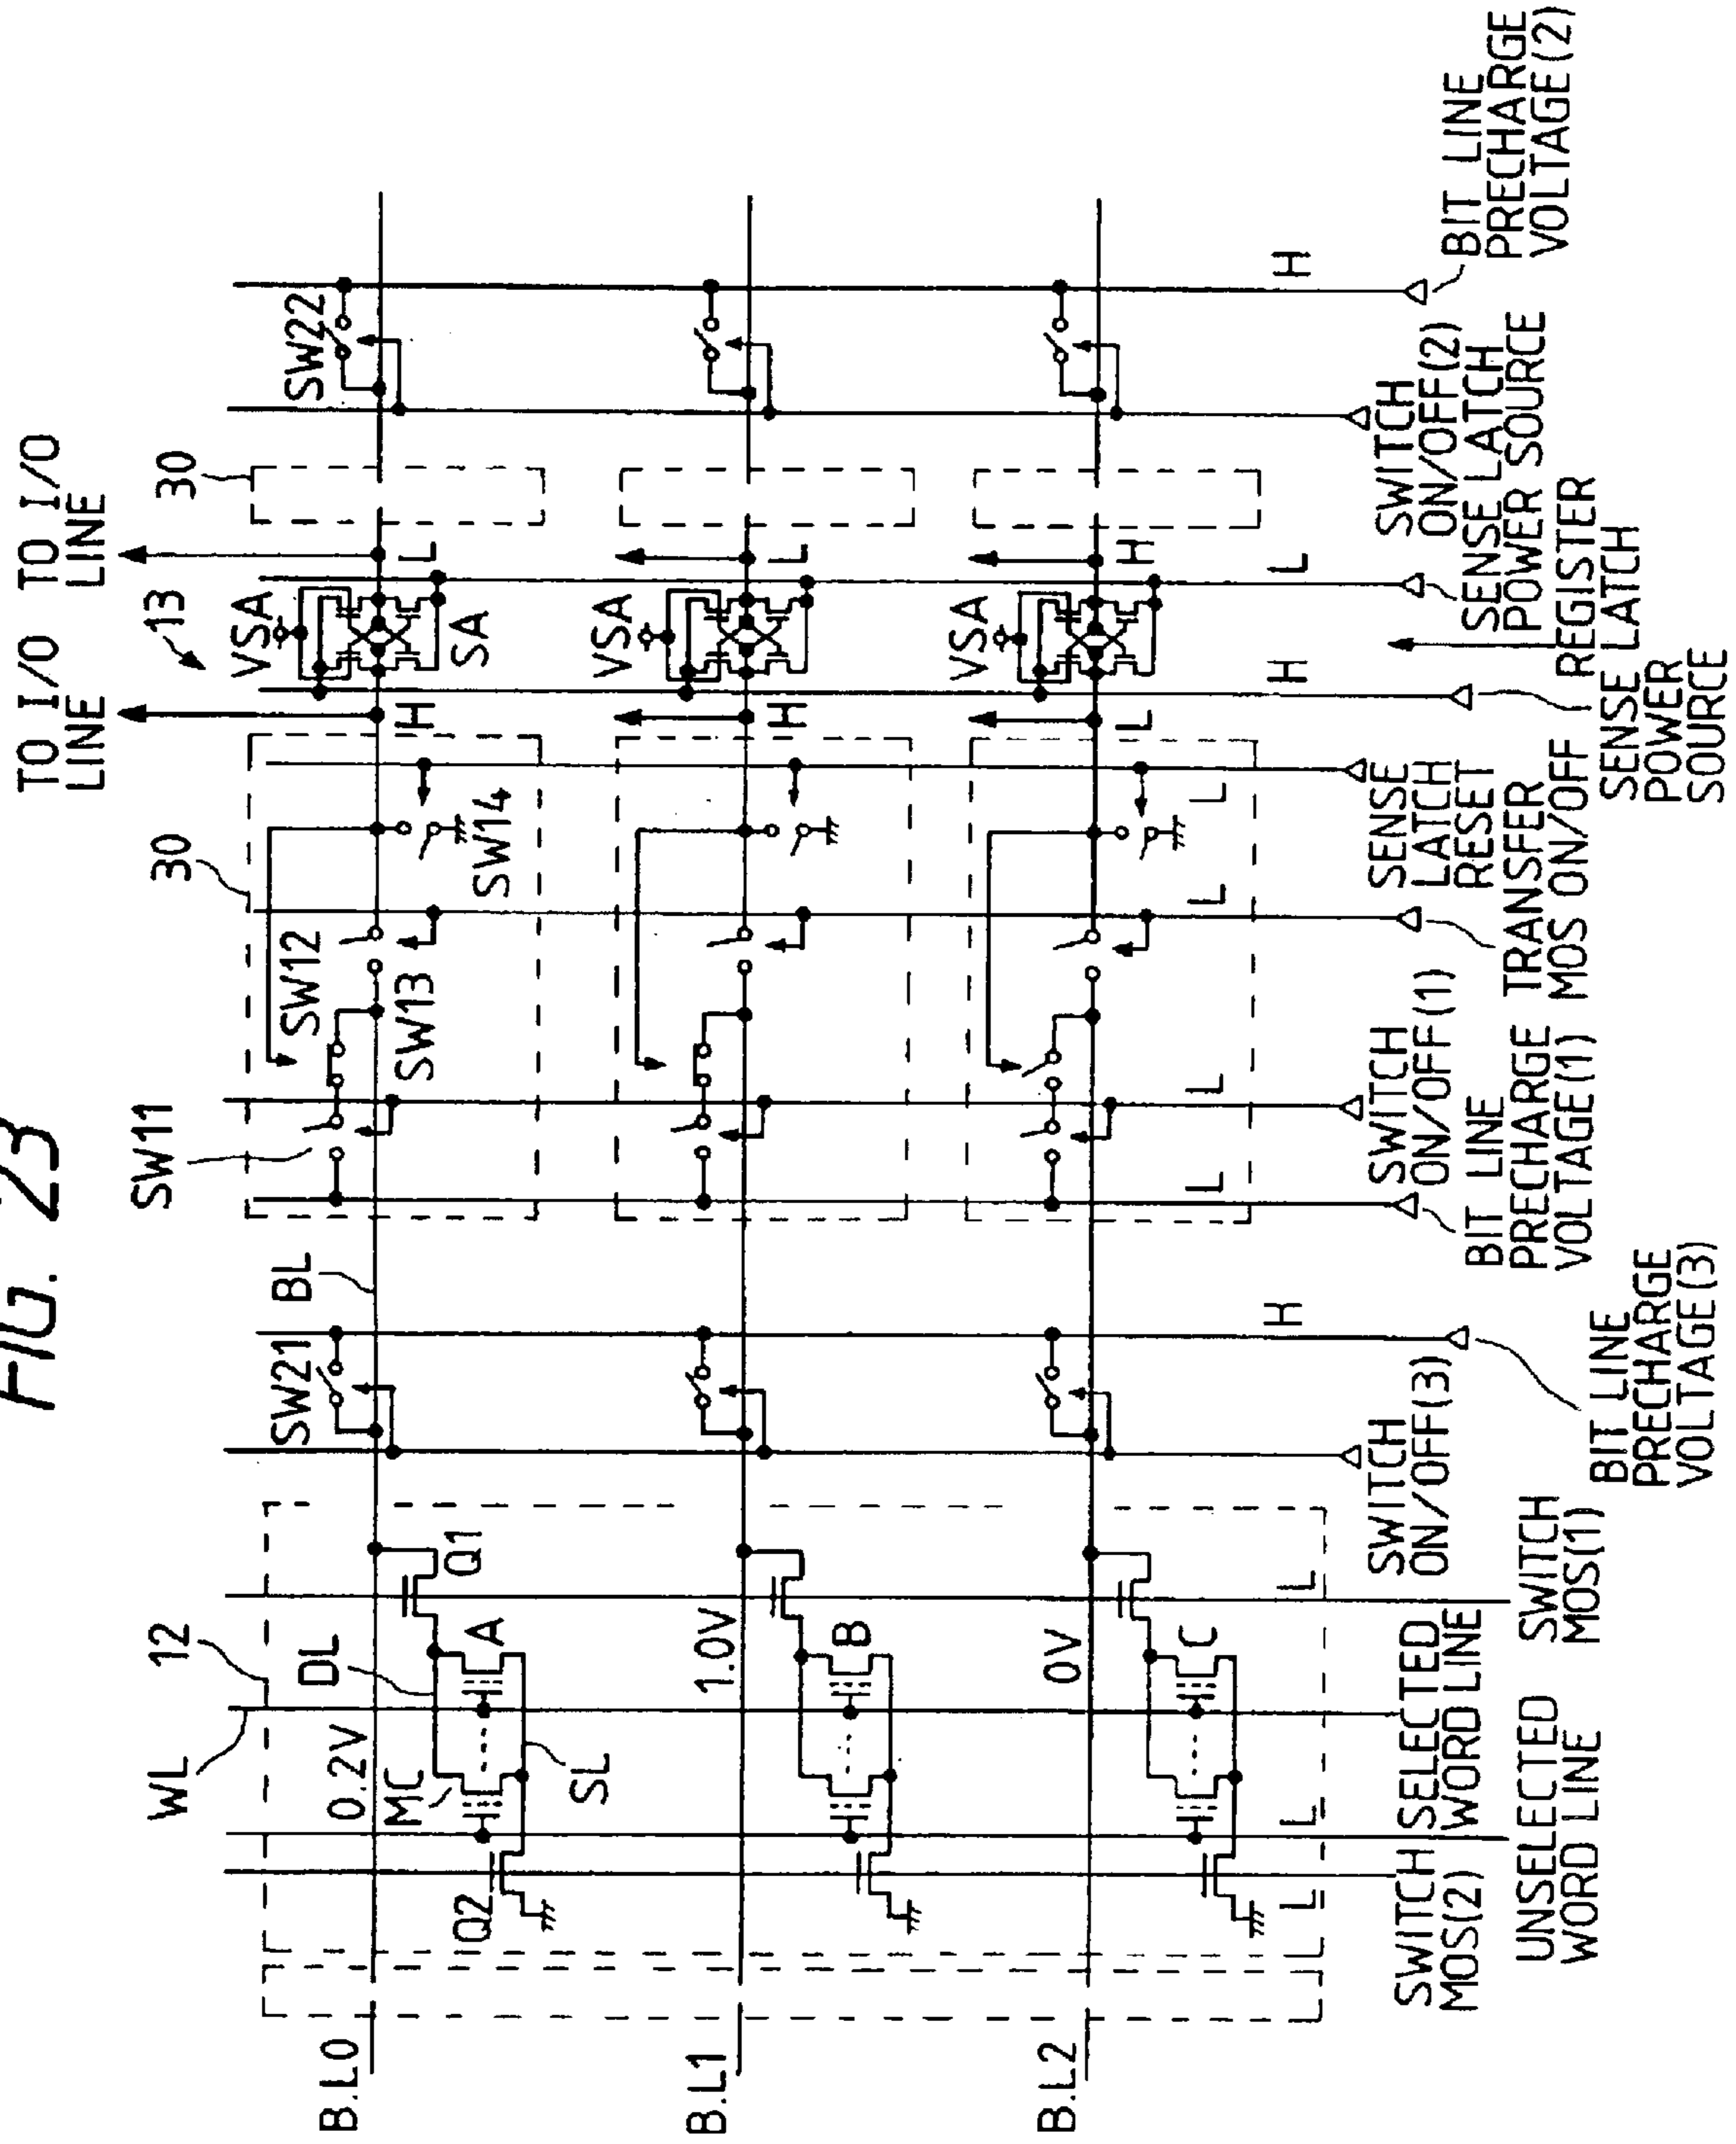 FIG. 23
TO I/O
LINE
TO I/O
LINE
13
30
30
SW11
12
WL
VSA
SW22
SW12
SW13
SW14
SA
H
L
BL
SW21
DL
0.2V
MC
A
Q1
Q2
SL
B.L0
VSA
H
L
1.0V
B
B.L1
VSA
L
H
0V
C
B.L2
L
L
L
H
L
L
L
L
H
L
H
SWITCH
MOS(2)
UNSELECTED
WORD LINE
SELECTED
WORD LINE
SWITCH
MOS(1)
SWITCH
ON/OFF(3)
BIT LINE
PRECHARGE
VOLTAGE(3)
BIT LINE
PRECHARGE
VOLTAGE(1)
SWITCH
ON/OFF(1)
TRANSFER
MOS ON/OFF
SENSE
LATCH
RESET
SENSE LATCH
POWER
SOURCE
REGISTER
SENSE LATCH
POWER SOURCE
SWITCH
ON/OFF(2)
BIT LINE
PRECHARGE
VOLTAGE(2)